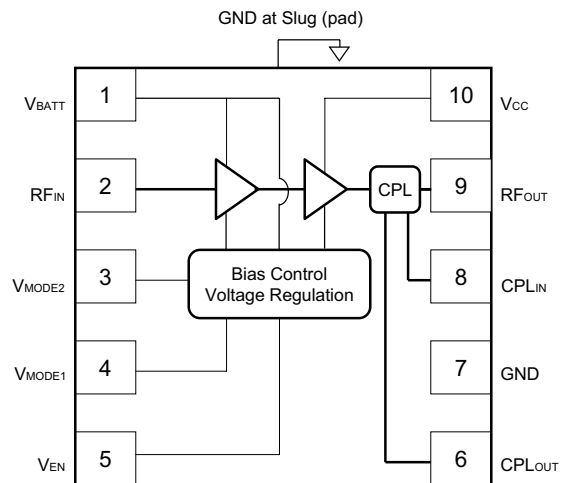 GND at Slug (pad)
VBATT 1
10 VCC
RFIN 2
CPL
9 RFOUT
VMODE2 3
Bias Control
Voltage Regulation
8 CPLIN
VMODE1 4
7 GND
VEN 5
6 CPLOUT